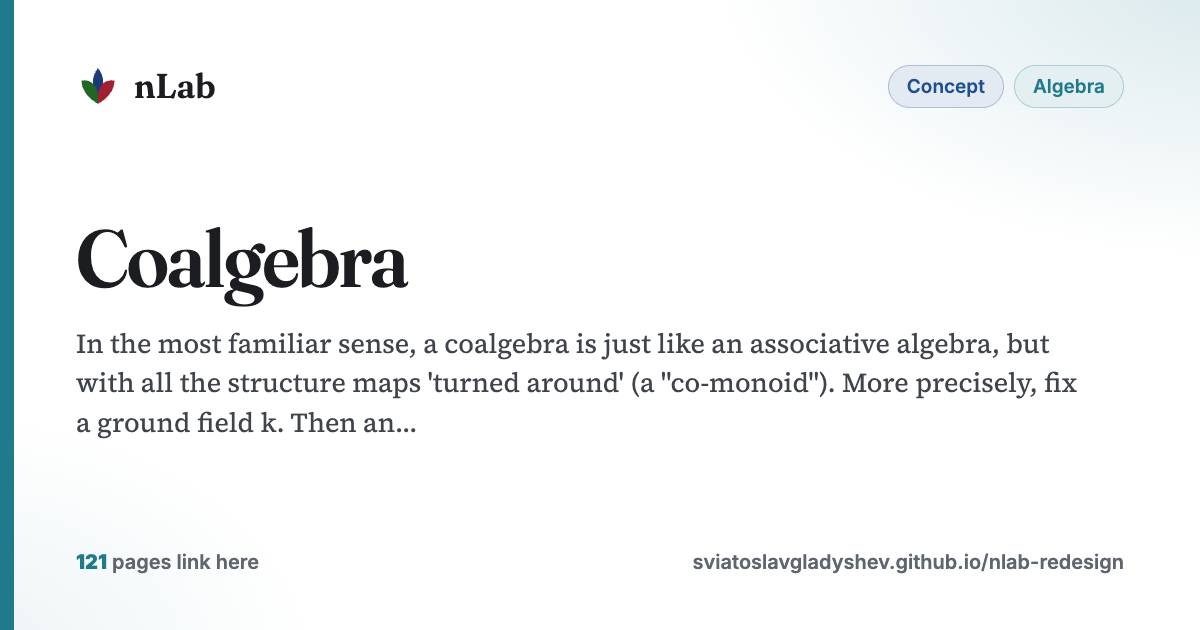 nLab
Concept
Algebra
Coalgebra
In the most familiar sense, a coalgebra is just like an associative algebra, but
with all the structure maps 'turned around' (a "co-monoid"). More precisely, fix
a ground field k. Then an...
121 pages link here
sviatoslavgladyshev.github.io/nlab-redesign